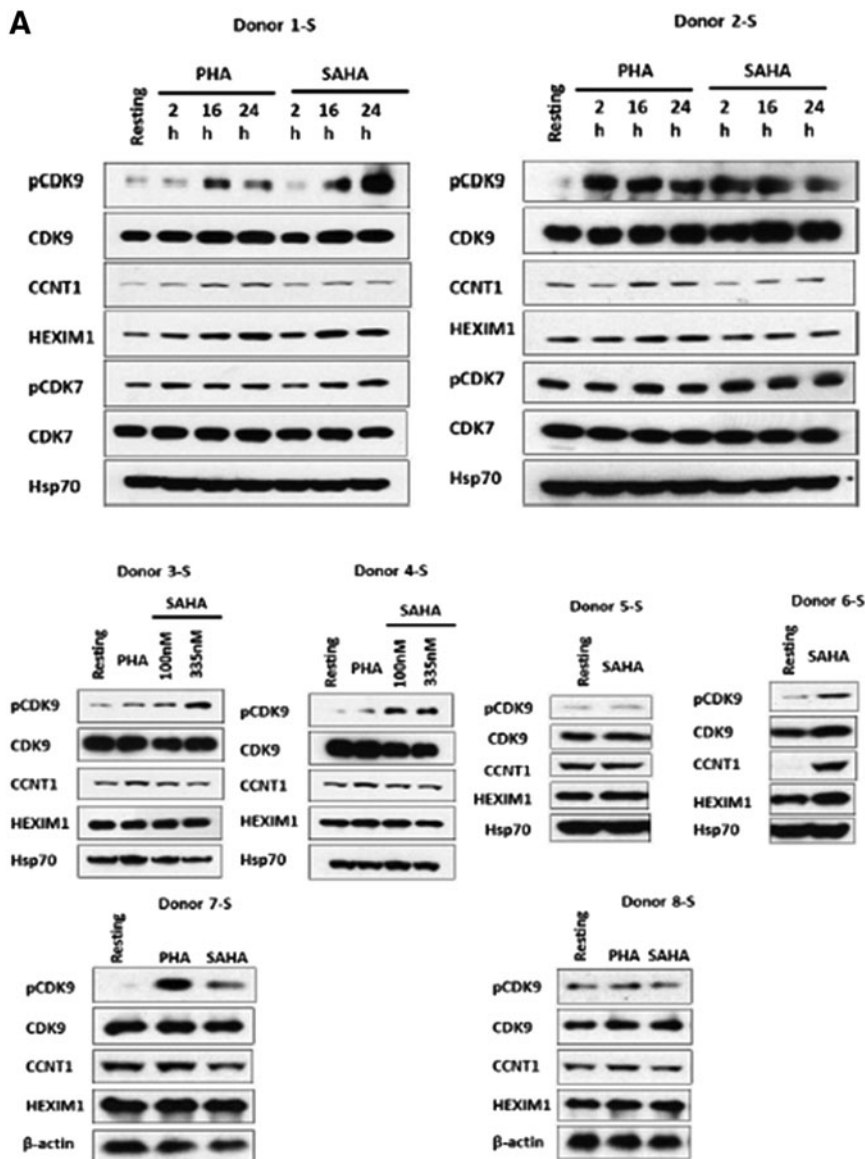 A
Donor 1-S
PHA SAHA
Resting 2 h 16 h 24 h 2 h 16 h 24 h
pCDK9
CDK9
CCNT1
HEXIM1
pCDK7
CDK7
Hsp70
Donor 2-S
PHA SAHA
Resting 2 h 16 h 24 h 2 h 16 h 24 h
pCDK9
CDK9
CCNT1
HEXIM1
pCDK7
CDK7
Hsp70
Donor 3-S
SAHA
Resting PHA 100nM 335nM
pCDK9
CDK9
CCNT1
HEXIM1
Hsp70
Donor 4-S
SAHA
Resting PHA 100nM 335nM
pCDK9
CDK9
CCNT1
HEXIM1
Hsp70
Donor 5-S
Resting SAHA
pCDK9
CDK9
CCNT1
HEXIM1
Hsp70
Donor 6-S
Resting SAHA
pCDK9
CDK9
CCNT1
HEXIM1
Hsp70
Donor 7-S
Resting PHA SAHA
pCDK9
CDK9
CCNT1
HEXIM1
β-actin
Donor 8-S
Resting PHA SAHA
pCDK9
CDK9
CCNT1
HEXIM1
β-actin